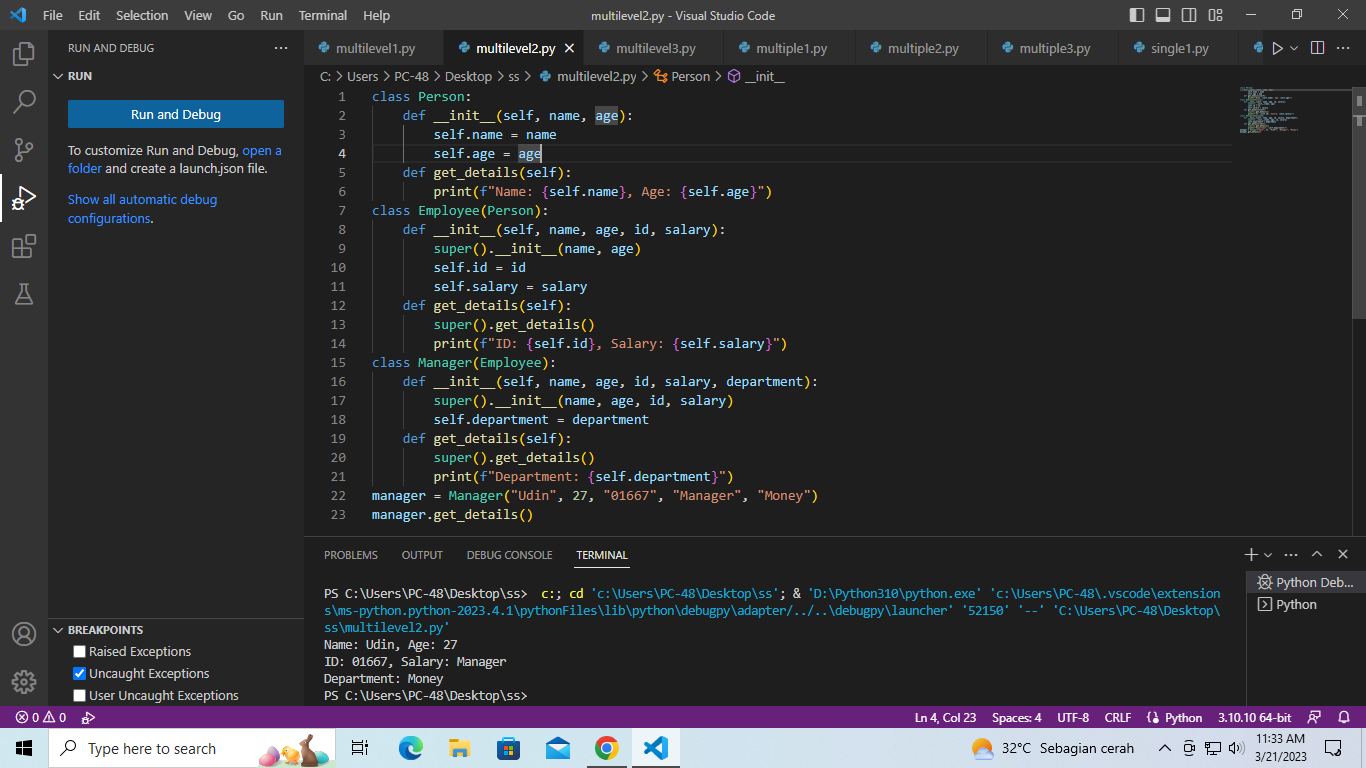 File Edit Selection View Go Run Terminal Help
multilevel2.py - Visual Studio Code
RUN AND DEBUG
RUN
Run and Debug
To customize Run and Debug, open a
folder and create a launch.json file.
Show all automatic debug
configurations.
BREAKPOINTS
Raised Exceptions
Uncaught Exceptions
User Uncaught Exceptions
multilevel1.py multilevel2.py multilevel3.py multiple1.py multiple2.py multiple3.py single1.py
C: > Users > PC-48 > Desktop > ss > multilevel2.py > Person > __init__
1 class Person:
2     def __init__(self, name, age):
3         self.name = name
4         self.age = age
5     def get_details(self):
6         print(f"Name: {self.name}, Age: {self.age}")
7 class Employee(Person):
8     def __init__(self, name, age, id, salary):
9         super().__init__(name, age)
10         self.id = id
11         self.salary = salary
12     def get_details(self):
13         super().get_details()
14         print(f"ID: {self.id}, Salary: {self.salary}")
15 class Manager(Employee):
16     def __init__(self, name, age, id, salary, department):
17         super().__init__(name, age, id, salary)
18         self.department = department
19     def get_details(self):
20         super().get_details()
21         print(f"Department: {self.department}")
22 manager = Manager("Udin", 27, "01667", "Manager", "Money")
23 manager.get_details()
PROBLEMS OUTPUT DEBUG CONSOLE TERMINAL
PS C:\Users\PC-48\Desktop\ss>  c:; cd 'c:\Users\PC-48\Desktop\ss'; & 'D:\Python310\python.exe' 'c:\Users\PC-48\.vscode\extension
s\ms-python.python-2023.4.1\pythonFiles\lib\python\debugpy\adapter/../..\debugpy\launcher' '52150' '--' 'C:\Users\PC-48\Desktop\
ss\multilevel2.py'
Name: Udin, Age: 27
ID: 01667, Salary: Manager
Department: Money
PS C:\Users\PC-48\Desktop\ss>
Python Deb...
Python
0 0
Ln 4, Col 23 Spaces: 4 UTF-8 CRLF Python 3.10.10 64-bit
Type here to search
32°C Sebagian cerah
11:33 AM
3/21/2023